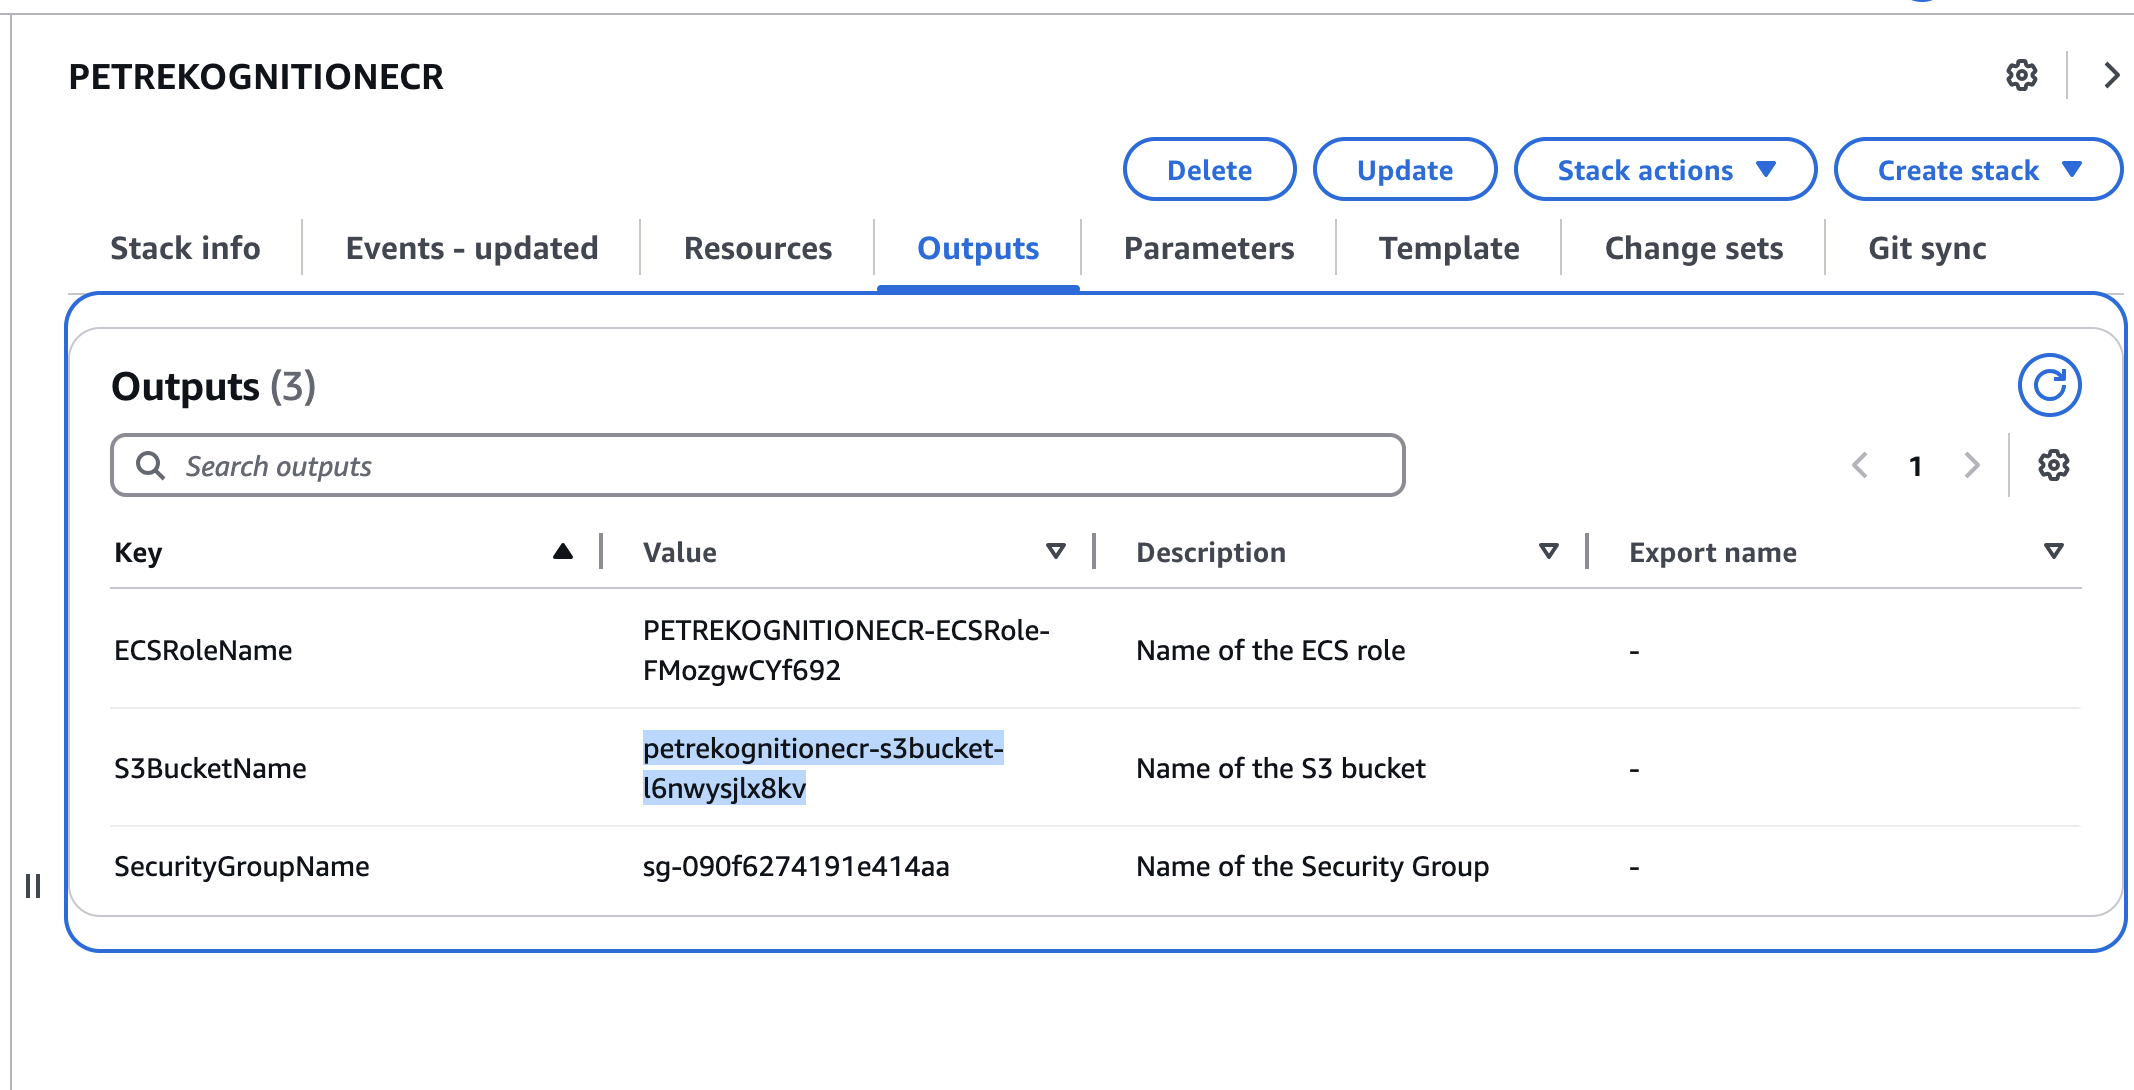 PETREKOGNITIONECR
Delete
Update
Stack actions
Create stack
Stack info
Events - updated
Resources
Outputs
Parameters
Template
Change sets
Git sync
Outputs (3)
Search outputs
1
Key
Value
Description
Export name
ECSRoleName
PETREKOGNITIONECR-ECSRole-
FMozgwCYf692
Name of the ECS role
-
S3BucketName
petrekognitionecr-s3bucket-
l6nwysjlx8kv
Name of the S3 bucket
-
SecurityGroupName
sg-090f6274191e414aa
Name of the Security Group
-